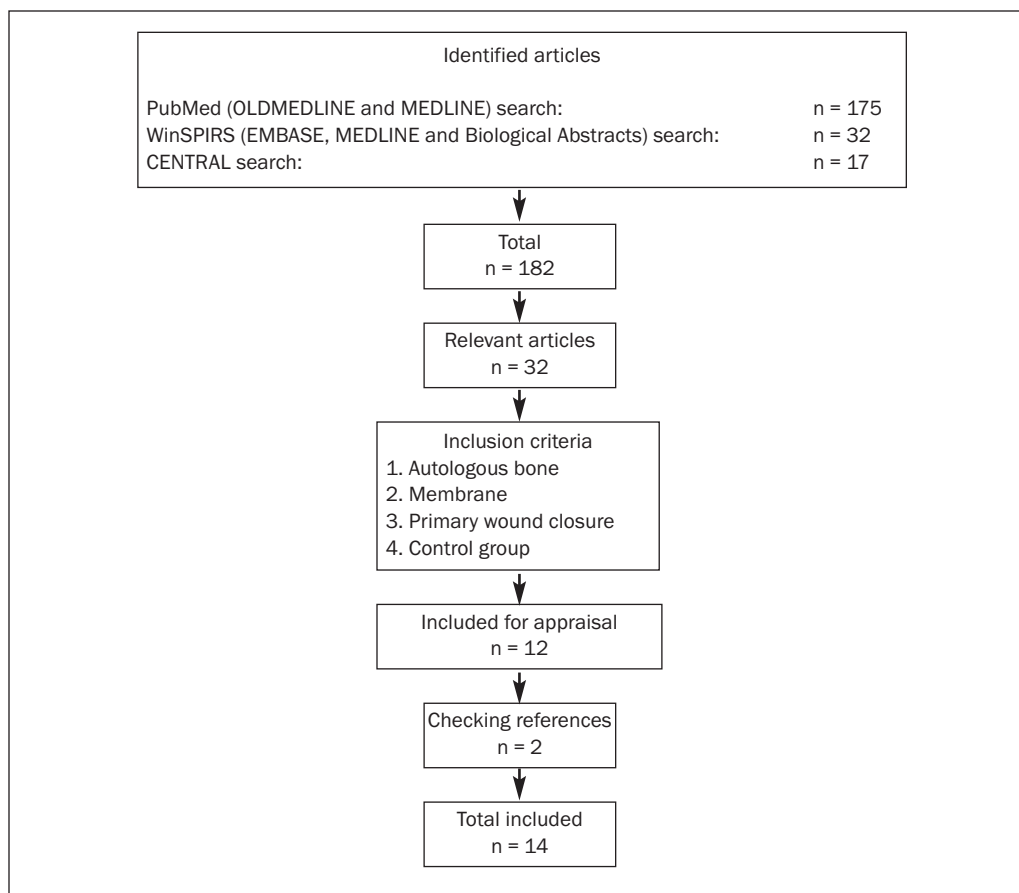 Identified articles
PubMed (OLDMEDLINE and MEDLINE) search: n = 175
WinSPIRS (EMBASE, MEDLINE and Biological Abstracts) search: n = 32
CENTRAL search: n = 17
Total
n = 182
Relevant articles
n = 32
Inclusion criteria
1. Autologous bone
2. Membrane
3. Primary wound closure
4. Control group
Included for appraisal
n = 12
Checking references
n = 2
Total included
n = 14